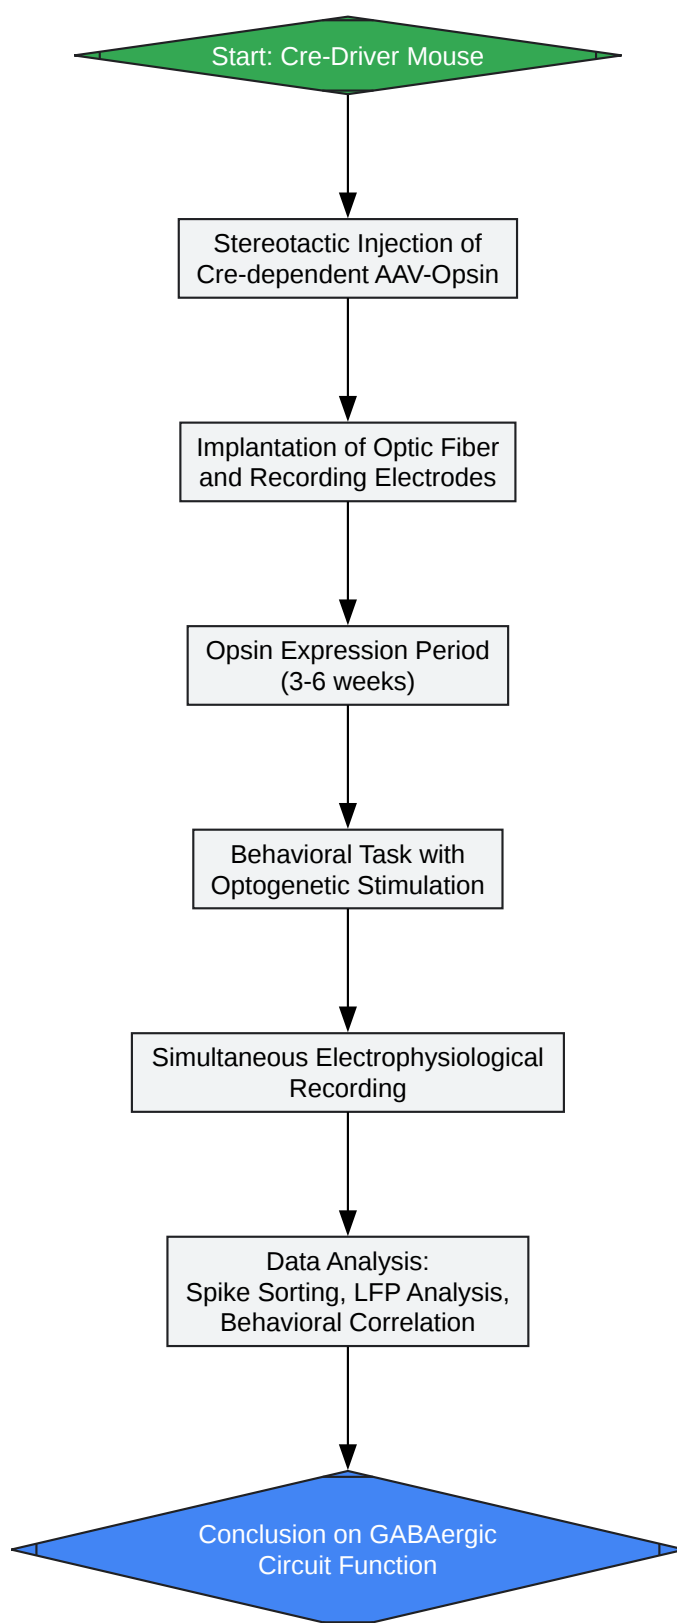 Start: Cre-Driver Mouse
Stereotactic Injection of
Cre-dependent AAV-Opsin
Implantation of Optic Fiber
and Recording Electrodes
Opsin Expression Period
(3-6 weeks)
Behavioral Task with
Optogenetic Stimulation
Simultaneous Electrophysiological
Recording
Data Analysis:
Spike Sorting, LFP Analysis,
Behavioral Correlation
Conclusion on GABAergic
Circuit Function